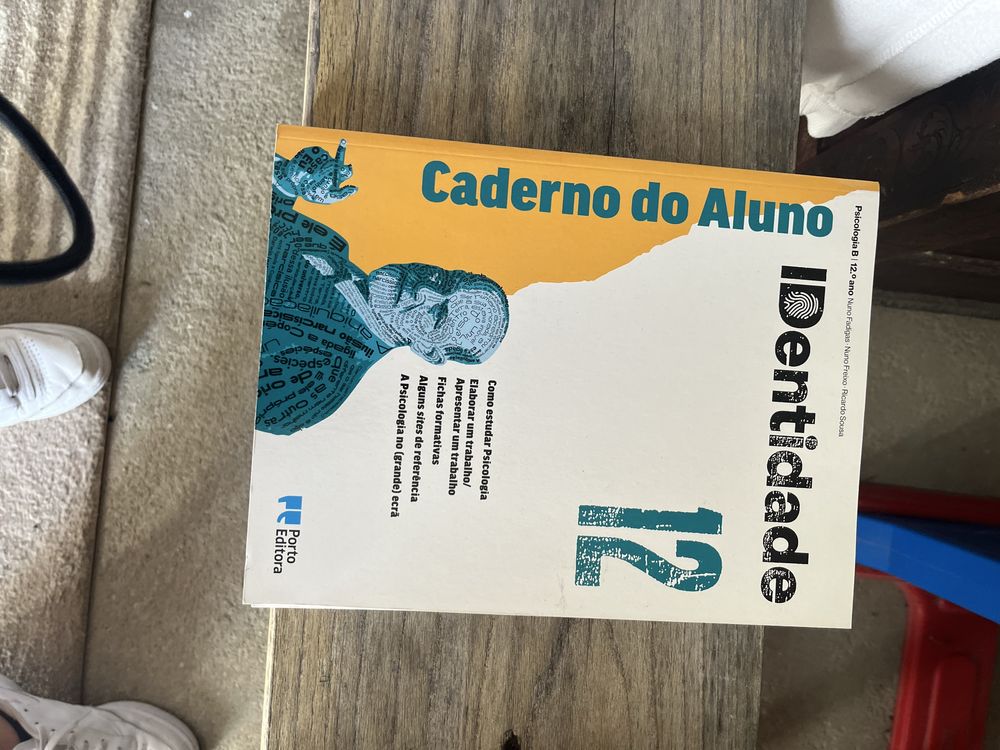 Psicologia B | 12.º ano Nuno Fadigas · Nuno Freixo · Ricardo Sousa
IDentidade
12
Caderno do Aluno
Como estudar Psicologia
Elaborar um trabalho/
Apresentar um trabalho
Fichas formativas
Alguns sites de referência
A Psicologia no (grande) ecrã
Porto
Editora